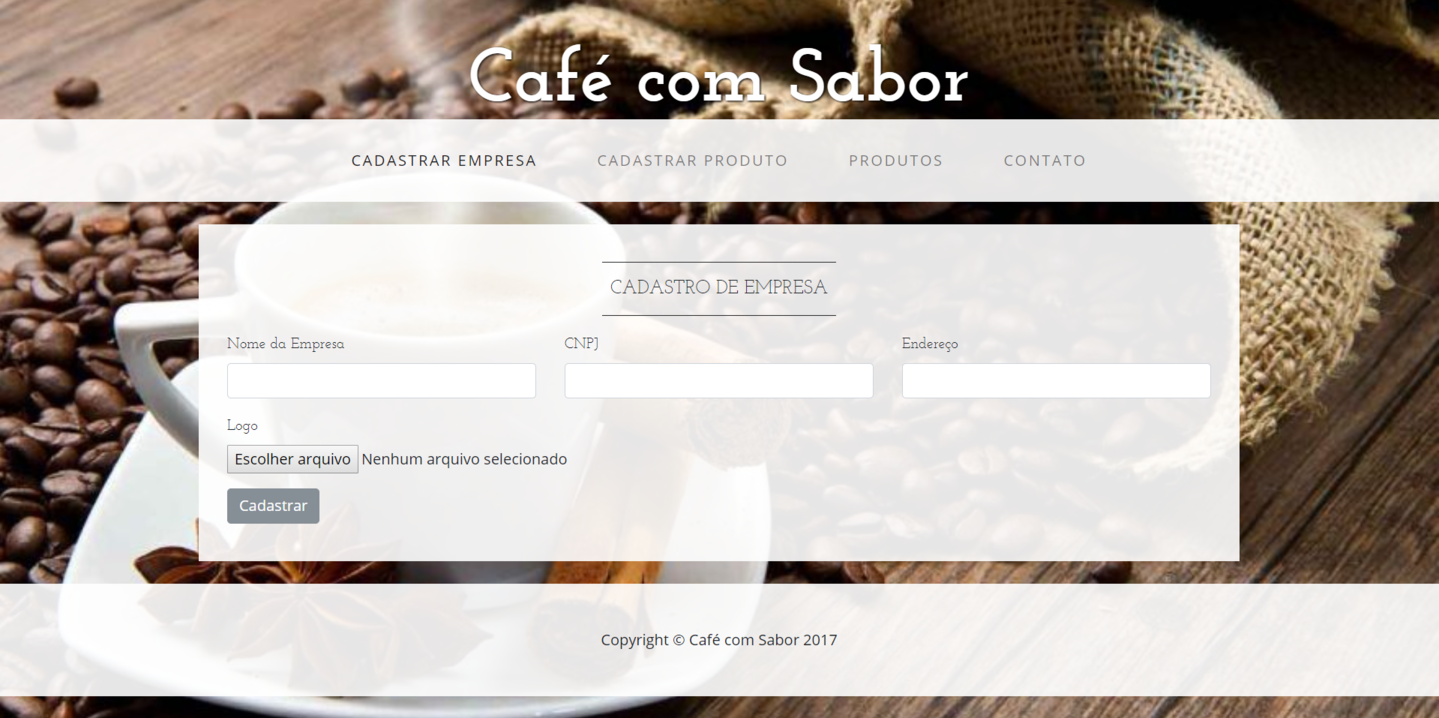 Café com Sabor
CADASTRAR EMPRESA CADASTRAR PRODUTO PRODUTOS CONTATO
CADASTRO DE EMPRESA
Nome da Empresa CNPJ Endereço
Logo
Escolher arquivo Nenhum arquivo selecionado
Cadastrar
Copyright © Café com Sabor 2017